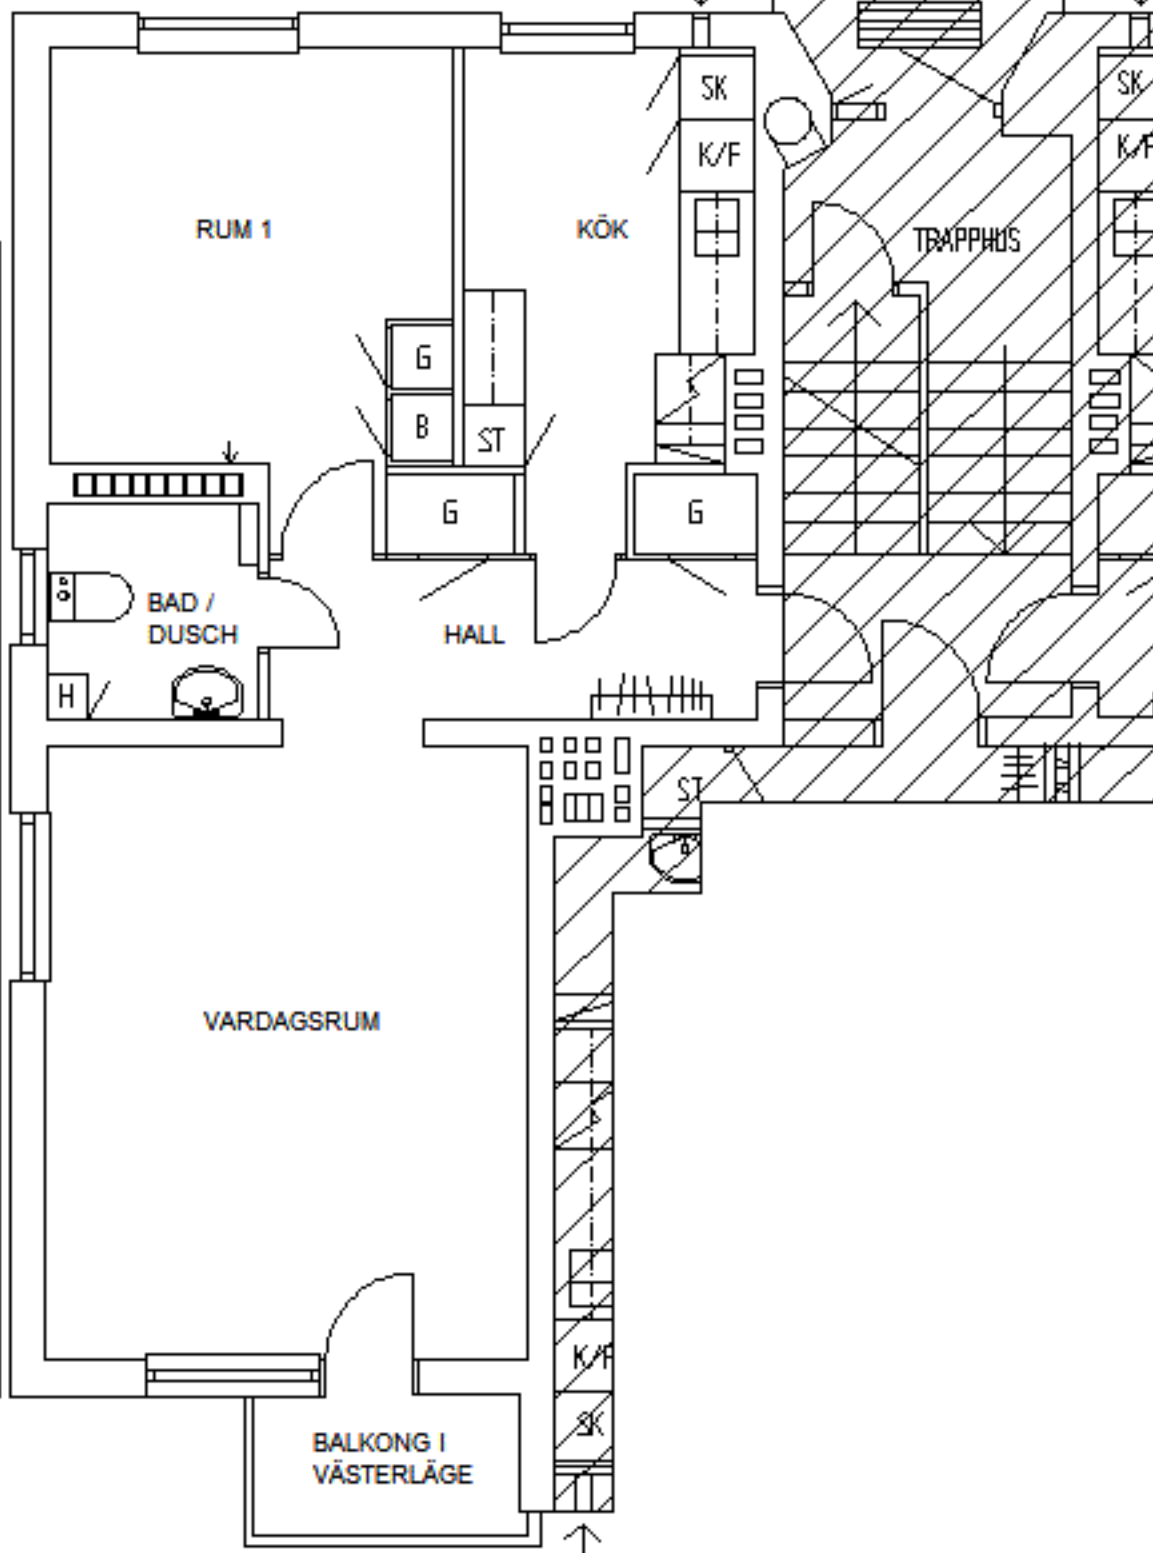 SK
SK
K/F
K/F
RUM 1
KÖK
TRAPPHUS
G
B
ST
G
G
BAD /
DUSCH
HALL
H
ST
VARDAGSRUM
K/F
SK
BALKONG I
VÄSTERLÄGE